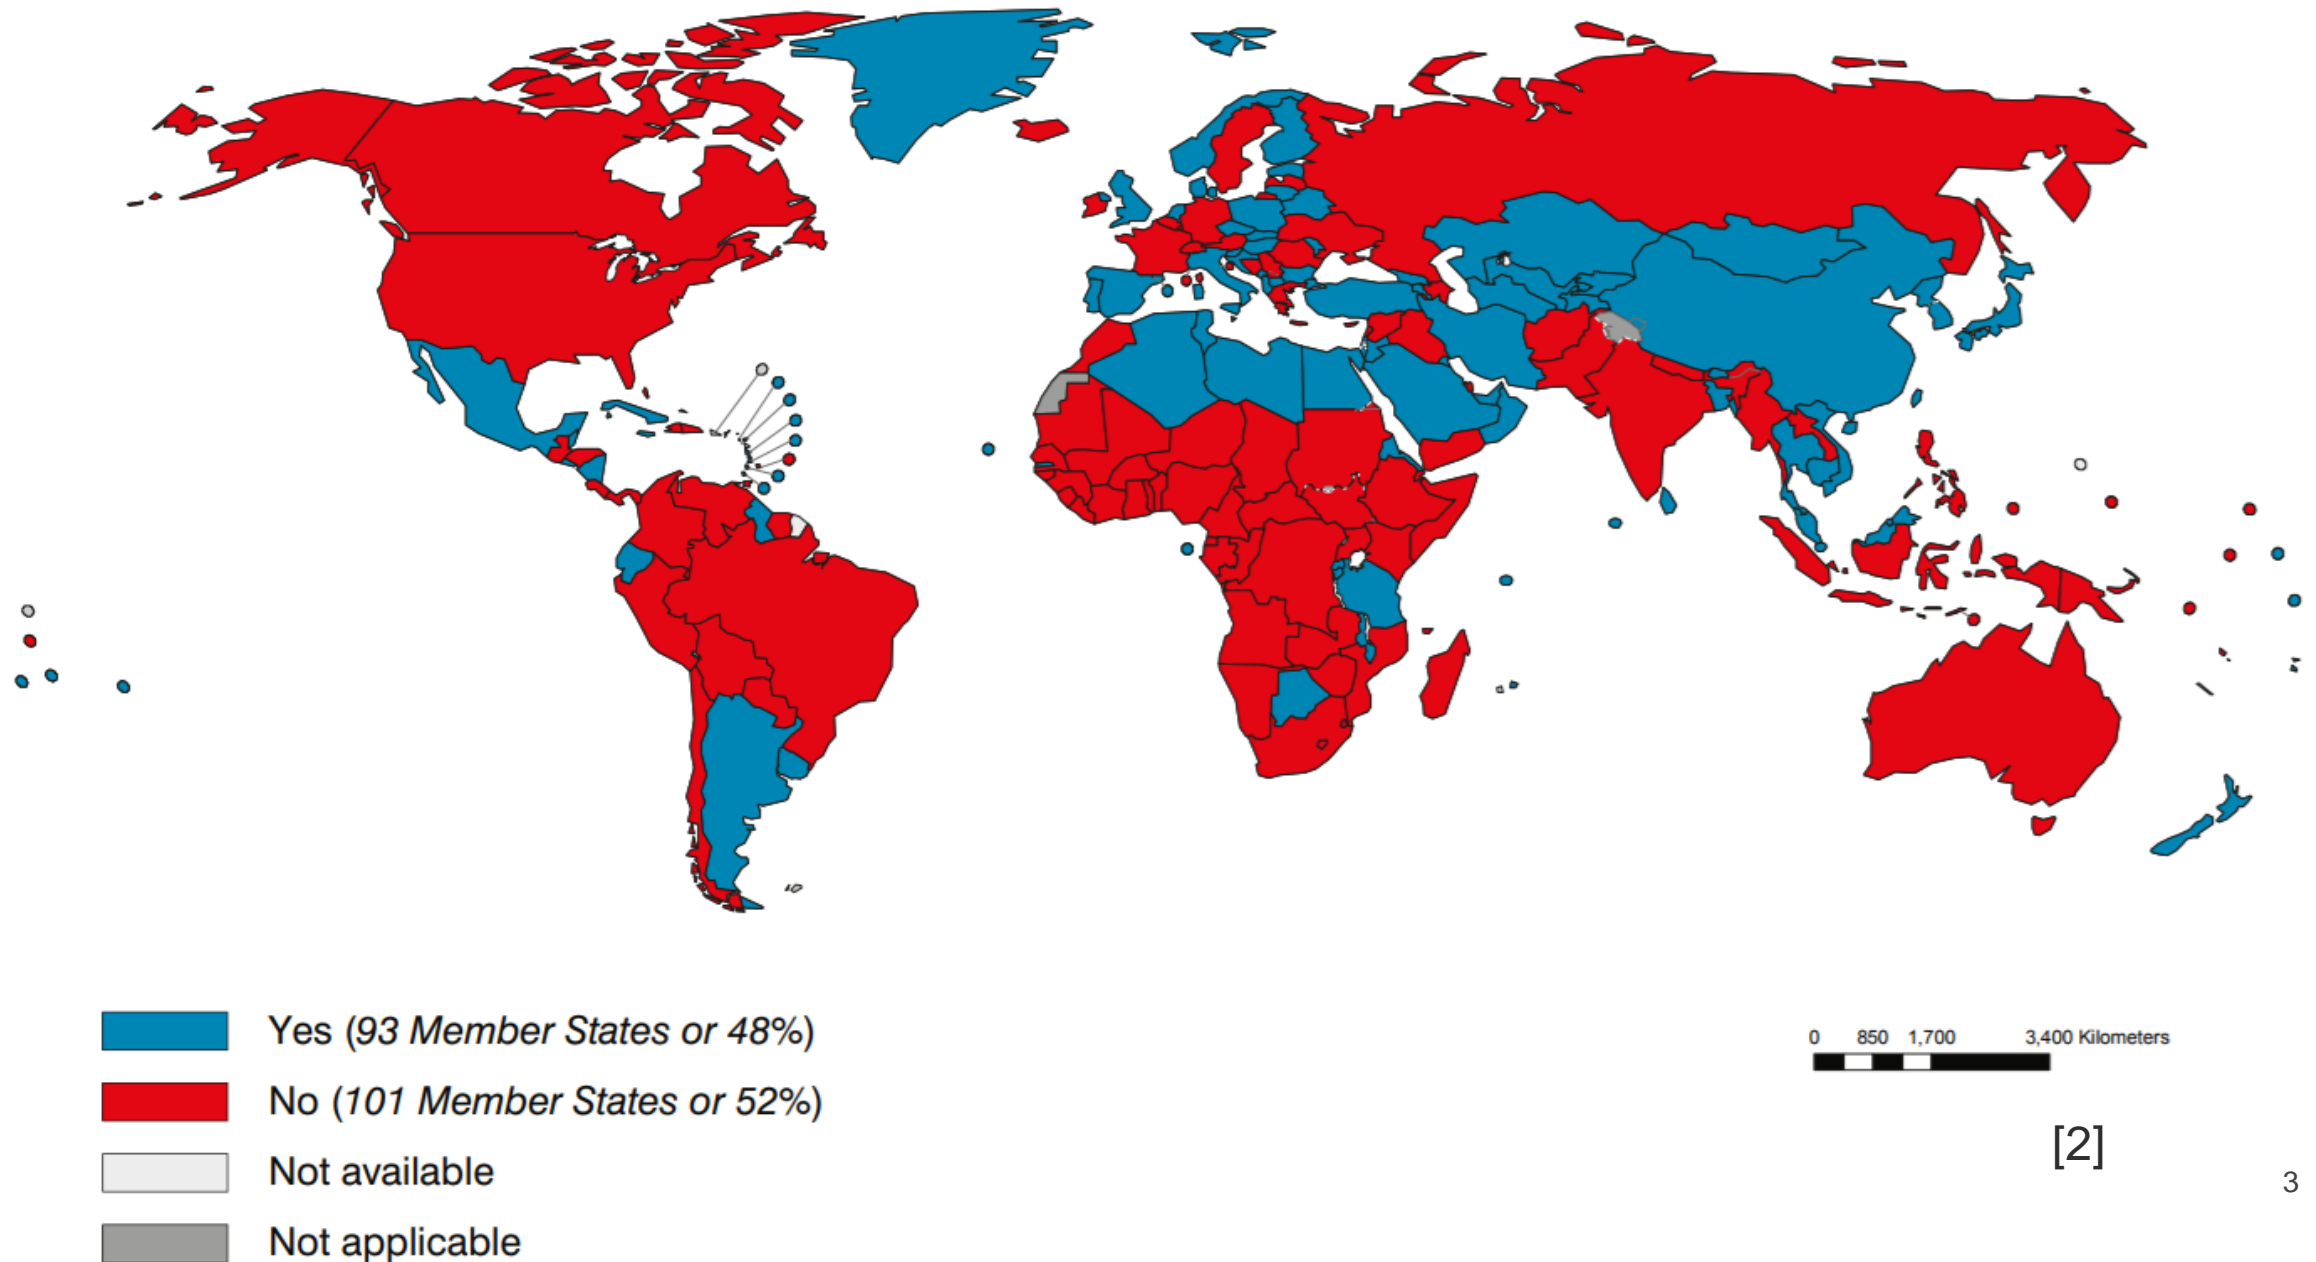 Yes (93 Member States or 48%)
No (101 Member States or 52%)
Not available
Not applicable
0 850 1,700 3,400 Kilometers
[2]
3